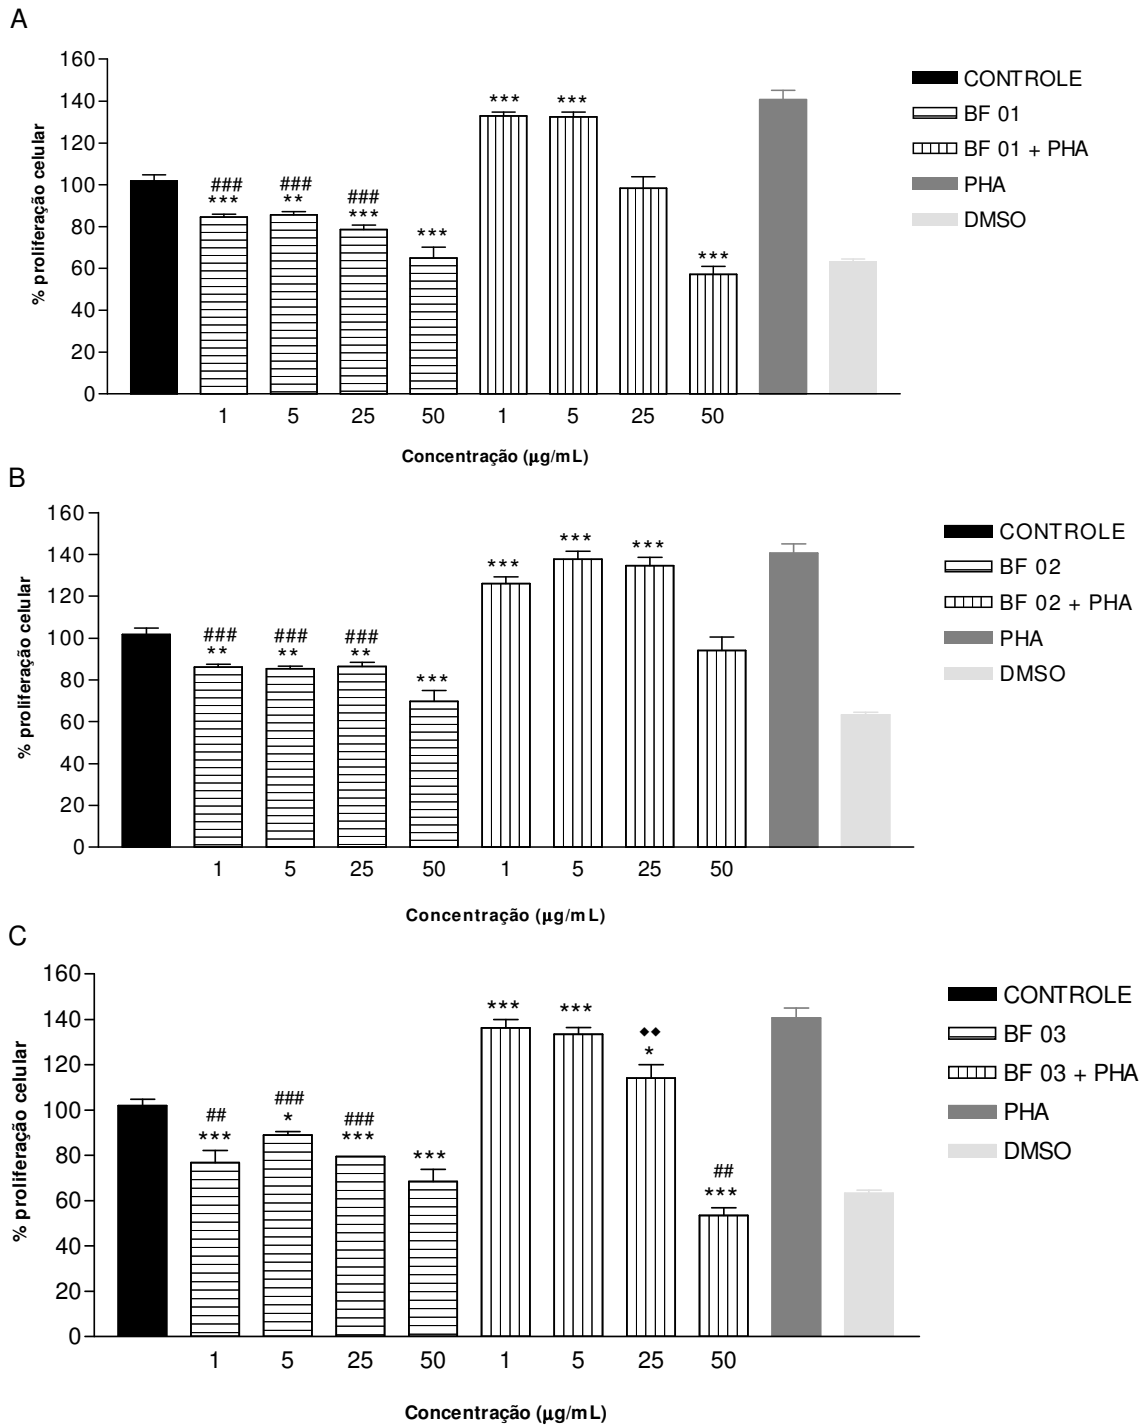 A
160
140
120
100
80
60
40
20
0
% proliferação celular
###
***
###
**
###
***
***
***
***
***
1 5 25 50 1 5 25 50
Concentração (µg/mL)
CONTROLE
BF 01
BF 01 + PHA
PHA
DMSO
B
160
140
120
100
80
60
40
20
0
% proliferação celular
###
**
###
**
###
**
***
***
***
***
1 5 25 50 1 5 25 50
Concentração (µg/mL)
CONTROLE
BF 02
BF 02 + PHA
PHA
DMSO
C
160
140
120
100
80
60
40
20
0
% proliferação celular
##
***
###
*
###
***
***
***
***
◆◆
*
##
***
1 5 25 50 1 5 25 50
Concentração (µg/mL)
CONTROLE
BF 03
BF 03 + PHA
PHA
DMSO